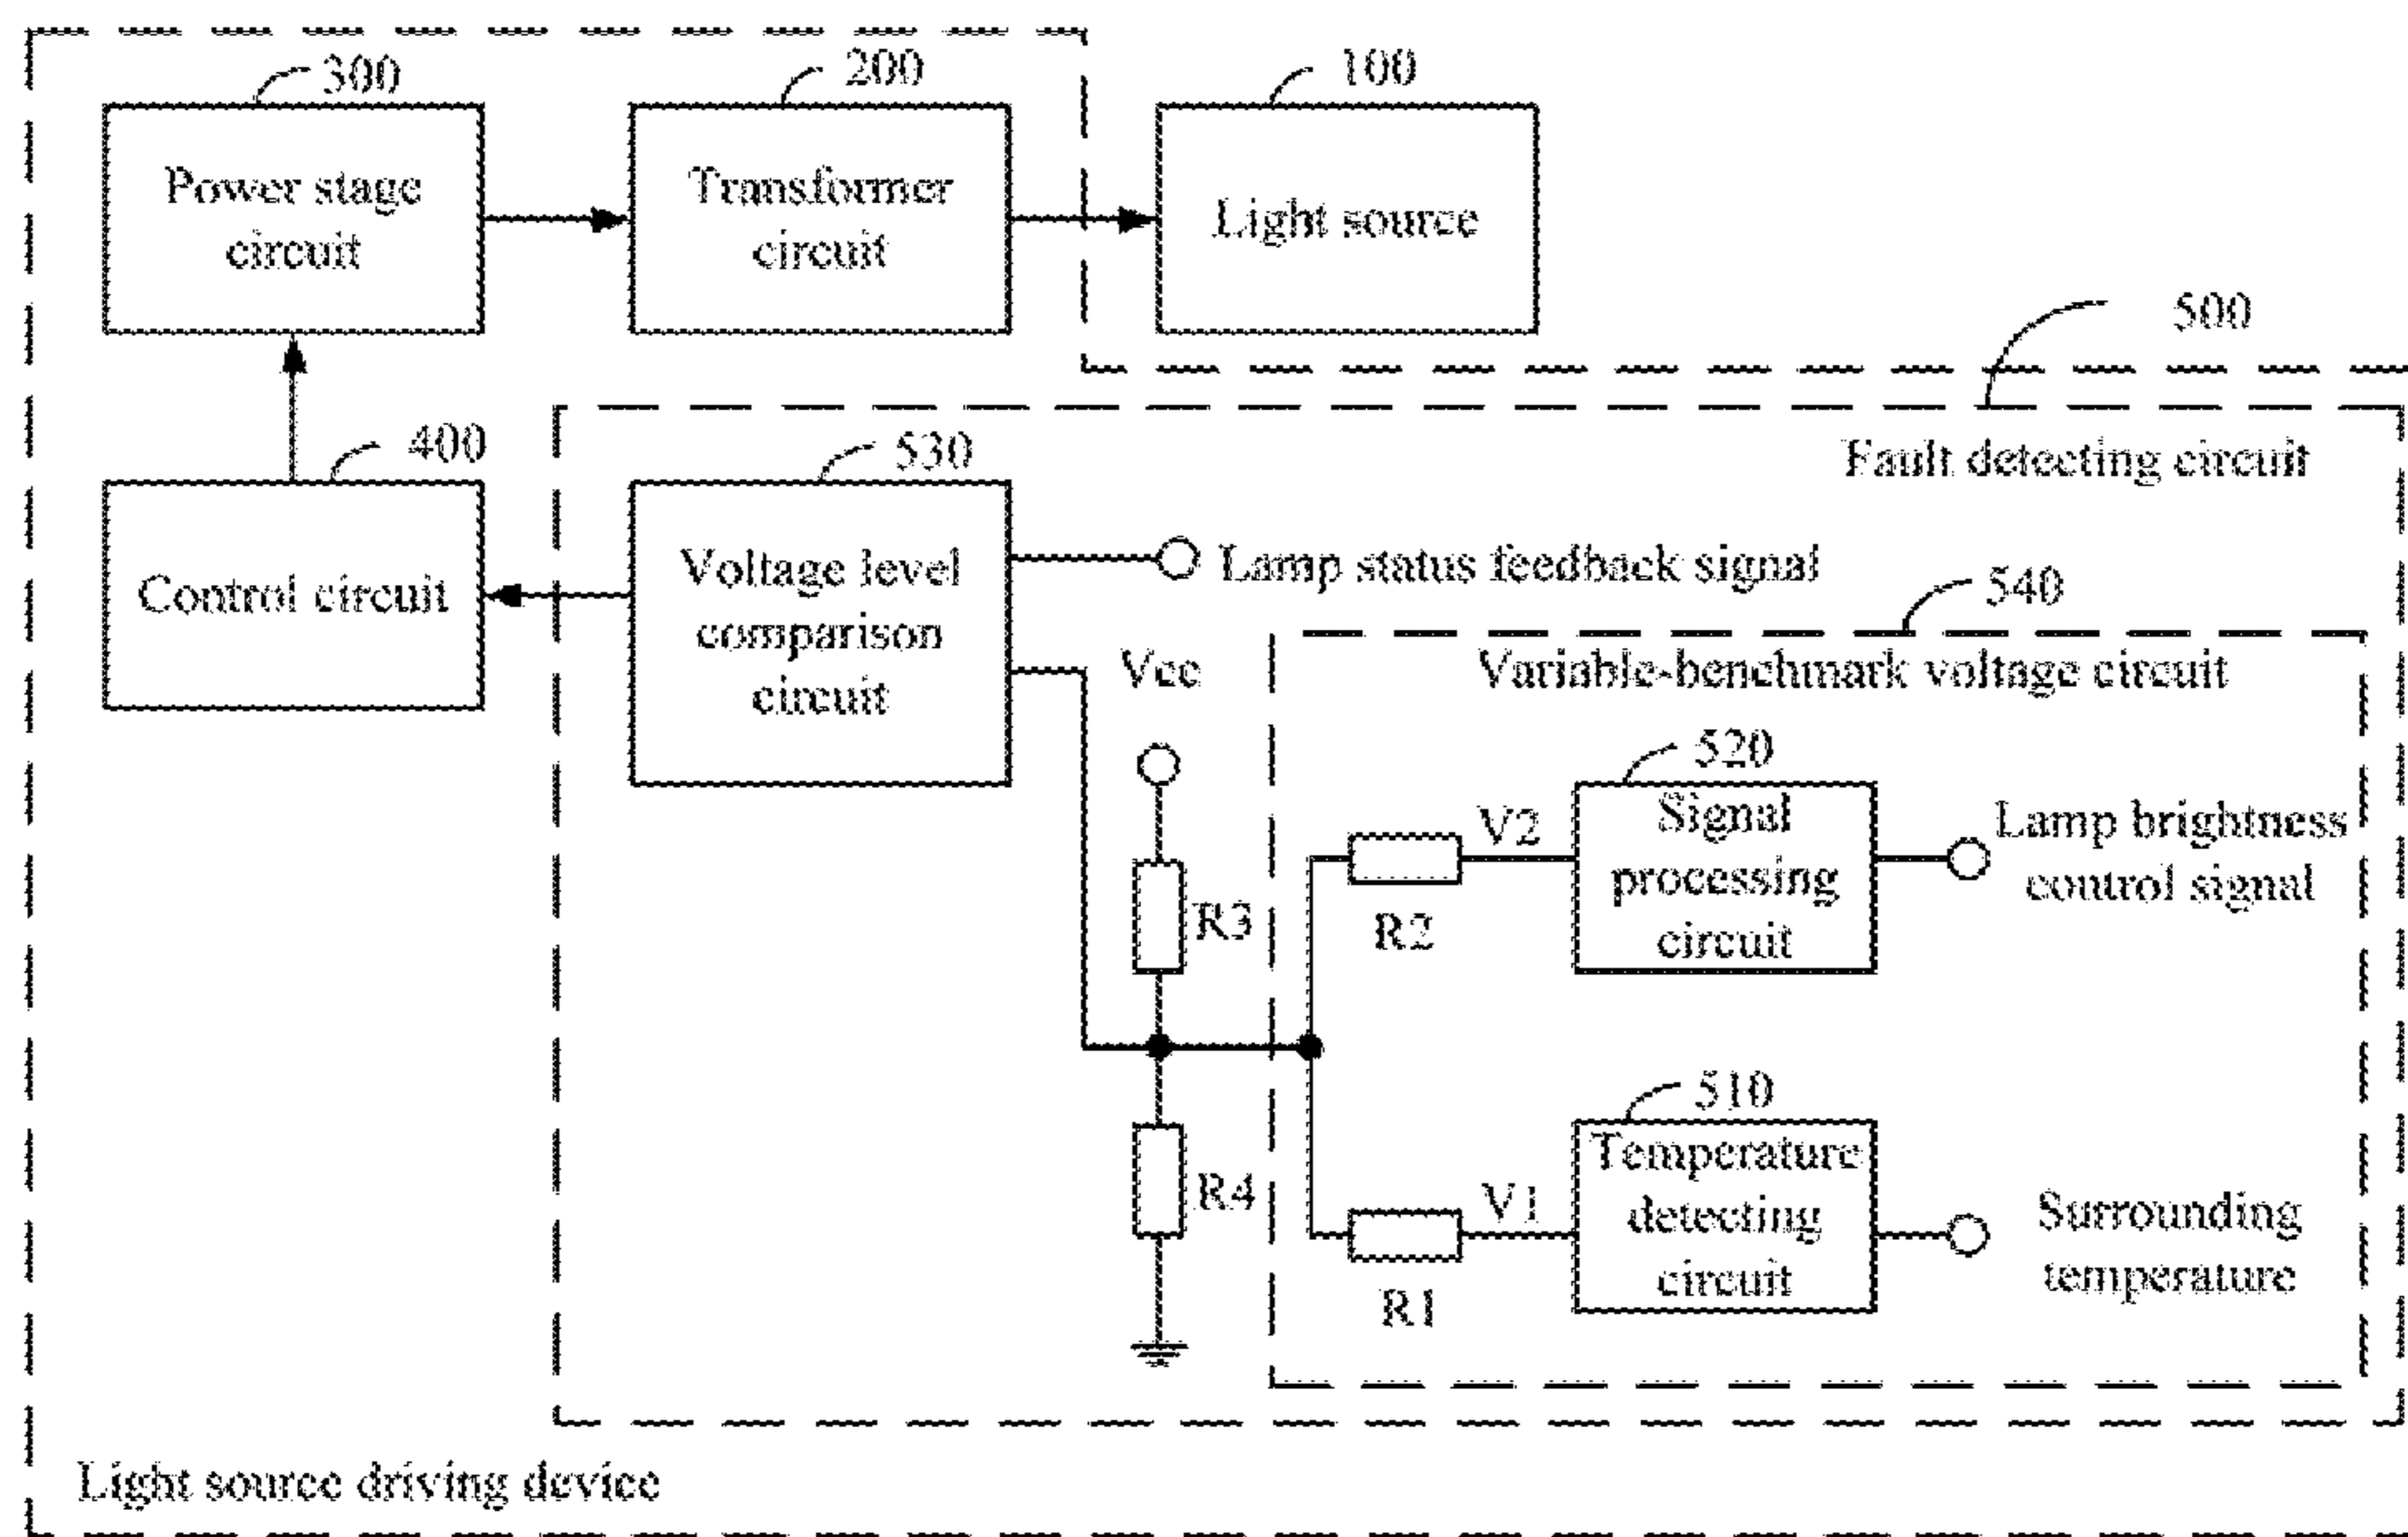 300
200
100
Power stage
circuit
Transformer
circuit
Light source
500
400
530
Fault detecting circuit
Control circuit
Voltage level
comparison
circuit
Lamp status feedback signal
540
Vcc
Variable-benchmark voltage circuit
520
R3
R2
V2
Signal
processing
circuit
Lamp brightness
control signal
510
R4
R1
V1
Temperature
detecting
circuit
Surrounding
temperature
Light source driving device